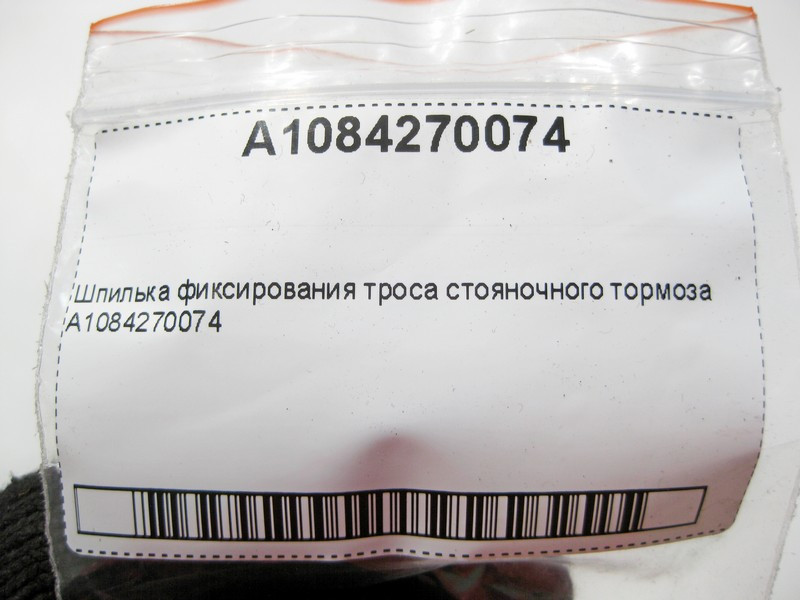 A1084270074
Шпилька фиксирования троса стояночного тормоза
A1084270074